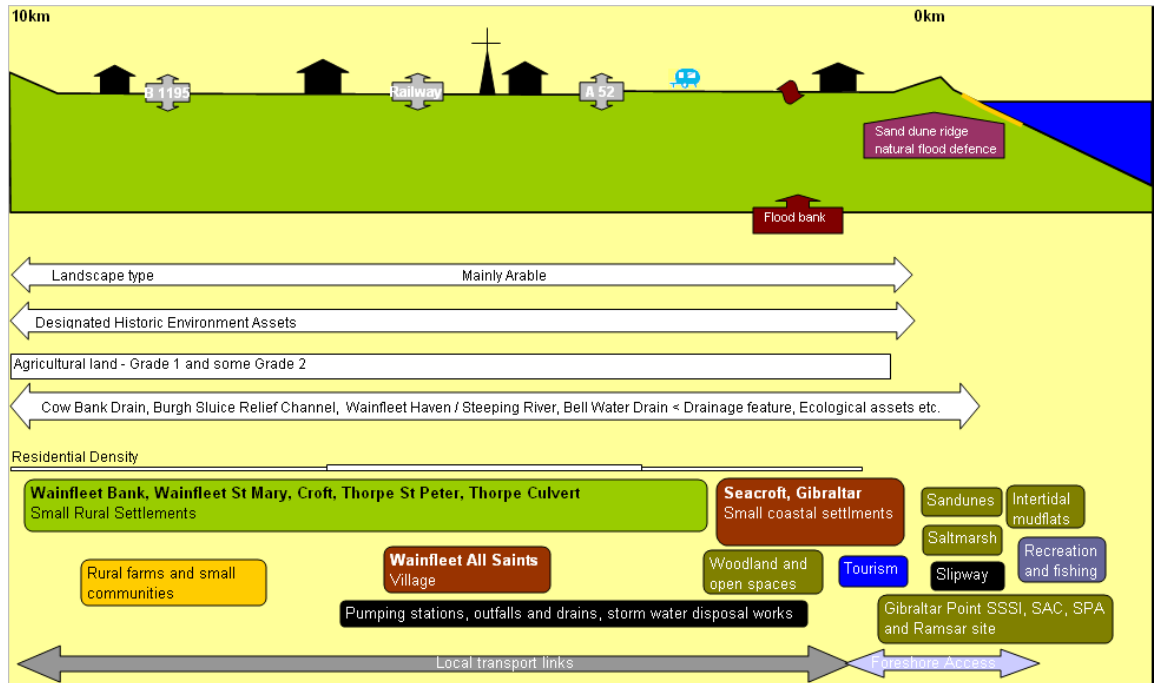 10km
0km
B 1195
Railway
A 52
Sand dune ridge
natural flood defence
Flood bank
Landscape type
Mainly Arable
Designated Historic Environment Assets
Agricultural land - Grade 1 and some Grade 2
Cow Bank Drain, Burgh Sluice Relief Channel, Wainfleet Haven / Steeping River, Bell Water Drain < Drainage feature, Ecological assets etc.
Residential Density
Wainfleet Bank, Wainfleet St Mary, Croft, Thorpe St Peter, Thorpe Culvert
Small Rural Settlements
Seacroft, Gibraltar
Small coastal settlments
Sandunes
Intertidal
mudflats
Saltmarsh
Recreation
and fishing
Rural farms and small
communities
Wainfleet All Saints
Village
Woodland and
open spaces
Tourism
Slipway
Pumping stations, outfalls and drains, storm water disposal works
Gibraltar Point SSSI, SAC, SPA
and Ramsar site
Local transport links
Foreshore Access